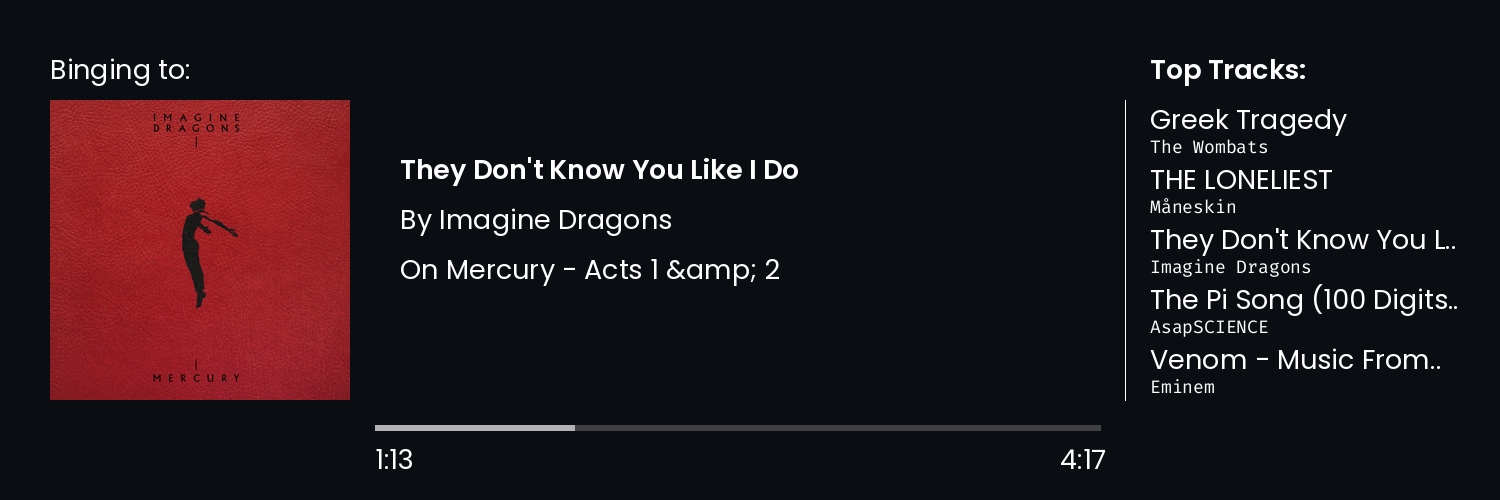 Binging to:
IMAGINE
DRAGONS
MERCURY
They Don't Know You Like I Do
By Imagine Dragons
On Mercury - Acts 1 &amp;amp; 2
1:13
4:17
Top Tracks:
Greek Tragedy
The Wombats
THE LONELIEST
Måneskin
They Don't Know You L..
Imagine Dragons
The Pi Song (100 Digits..
AsapSCIENCE
Venom - Music From..
Eminem